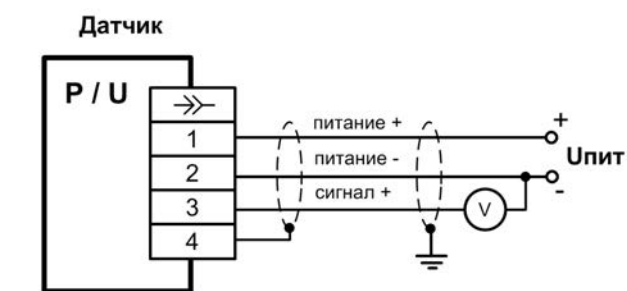 Датчик
P / U
1
2
3
4
питание +
питание -
сигнал +
V
+
Uпит
-